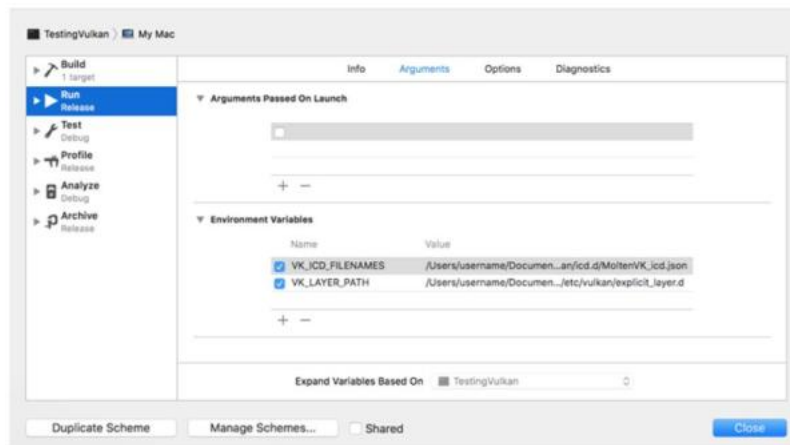 TestingVulkan 〉 My Mac
Build
1 target
Run
Release
Test
Debug
Profile
Release
Analyze
Debug
Archive
Release
Info Arguments Options Diagnostics
Arguments Passed On Launch
+ −
Environment Variables
Name Value
VK_ICD_FILENAMES /Users/username/Documen...an/icd.d/MoltenVK_icd.json
VK_LAYER_PATH /Users/username/Documen.../etc/vulkan/explicit_layer.d
+ −
Expand Variables Based On TestingVulkan
Duplicate Scheme Manage Schemes... Shared Close